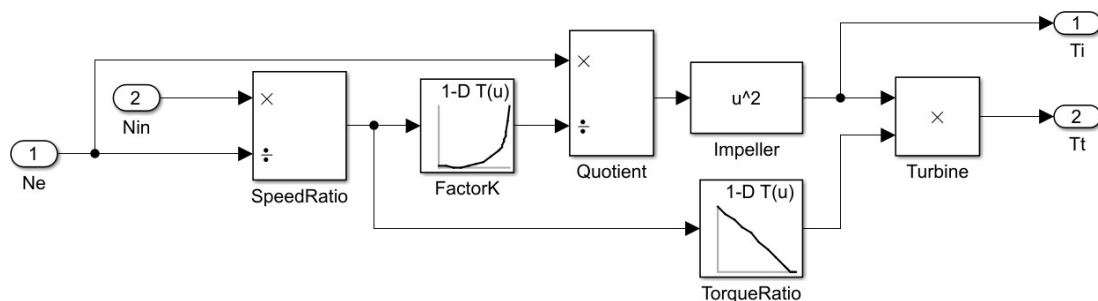 1
Ne
2
Nin
×
÷
SpeedRatio
1-D T(u)
FactorK
×
÷
Quotient
u^2
Impeller
1-D T(u)
TorqueRatio
×
Turbine
1
Ti
2
Tt